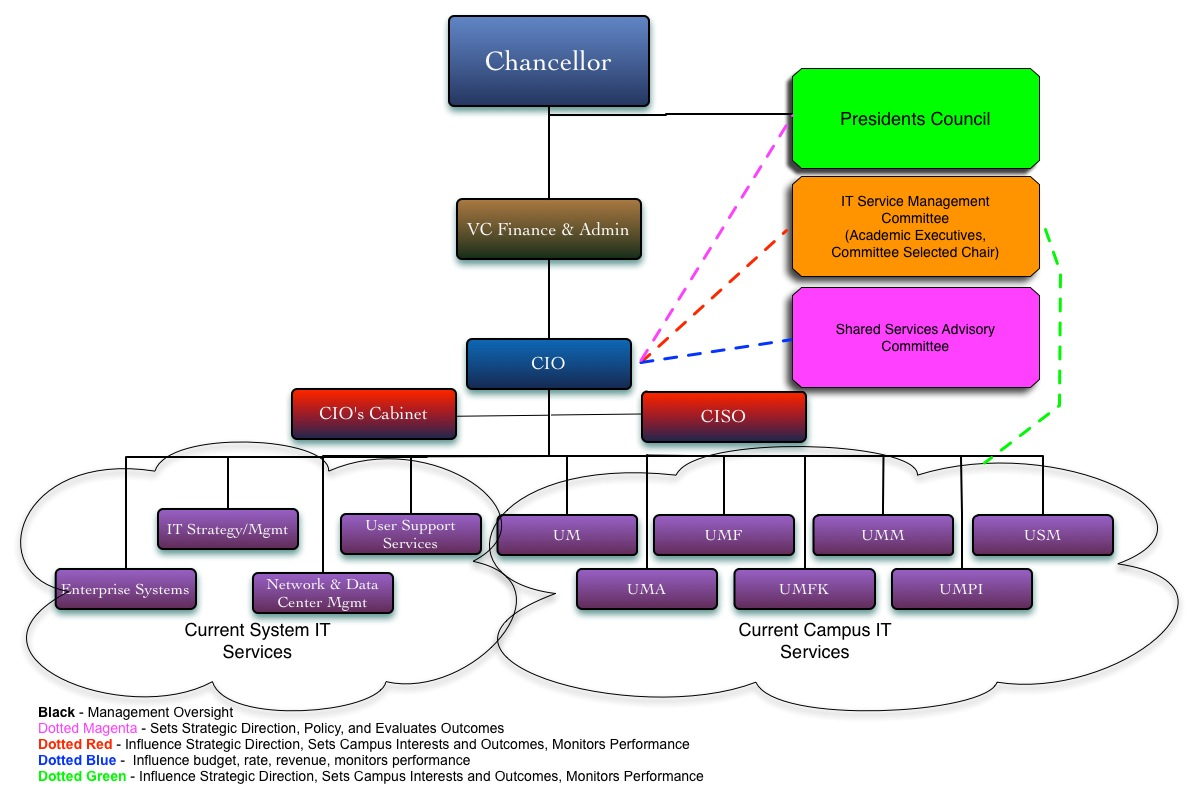 Chancellor
Presidents Council
IT Service Management
Committee
(Academic Executives,
Committee Selected Chair)
VC Finance & Admin
Shared Services Advisory
Committee
CIO
CIO's Cabinet
CISO
IT Strategy/Mgmt
User Support
Services
UM
UMF
UMM
USM
Enterprise Systems
Network & Data
Center Mgmt
UMA
UMFK
UMPI
Current System IT
Services
Current Campus IT
Services
Black - Management Oversight
Dotted Magenta - Sets Strategic Direction, Policy, and Evaluates Outcomes
Dotted Red - Influence Strategic Direction, Sets Campus Interests and Outcomes, Monitors Performance
Dotted Blue -  Influence budget, rate, revenue, monitors performance
Dotted Green - Influence Strategic Direction, Sets Campus Interests and Outcomes, Monitors Performance